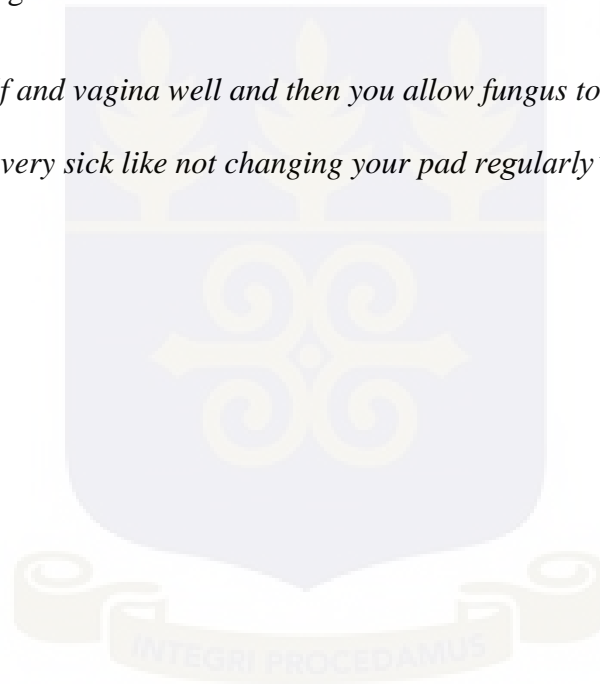 f and vagina well and then you allow fungus to
very sick like not changing your pad regularly
INTEGRI PROCEDAMUS